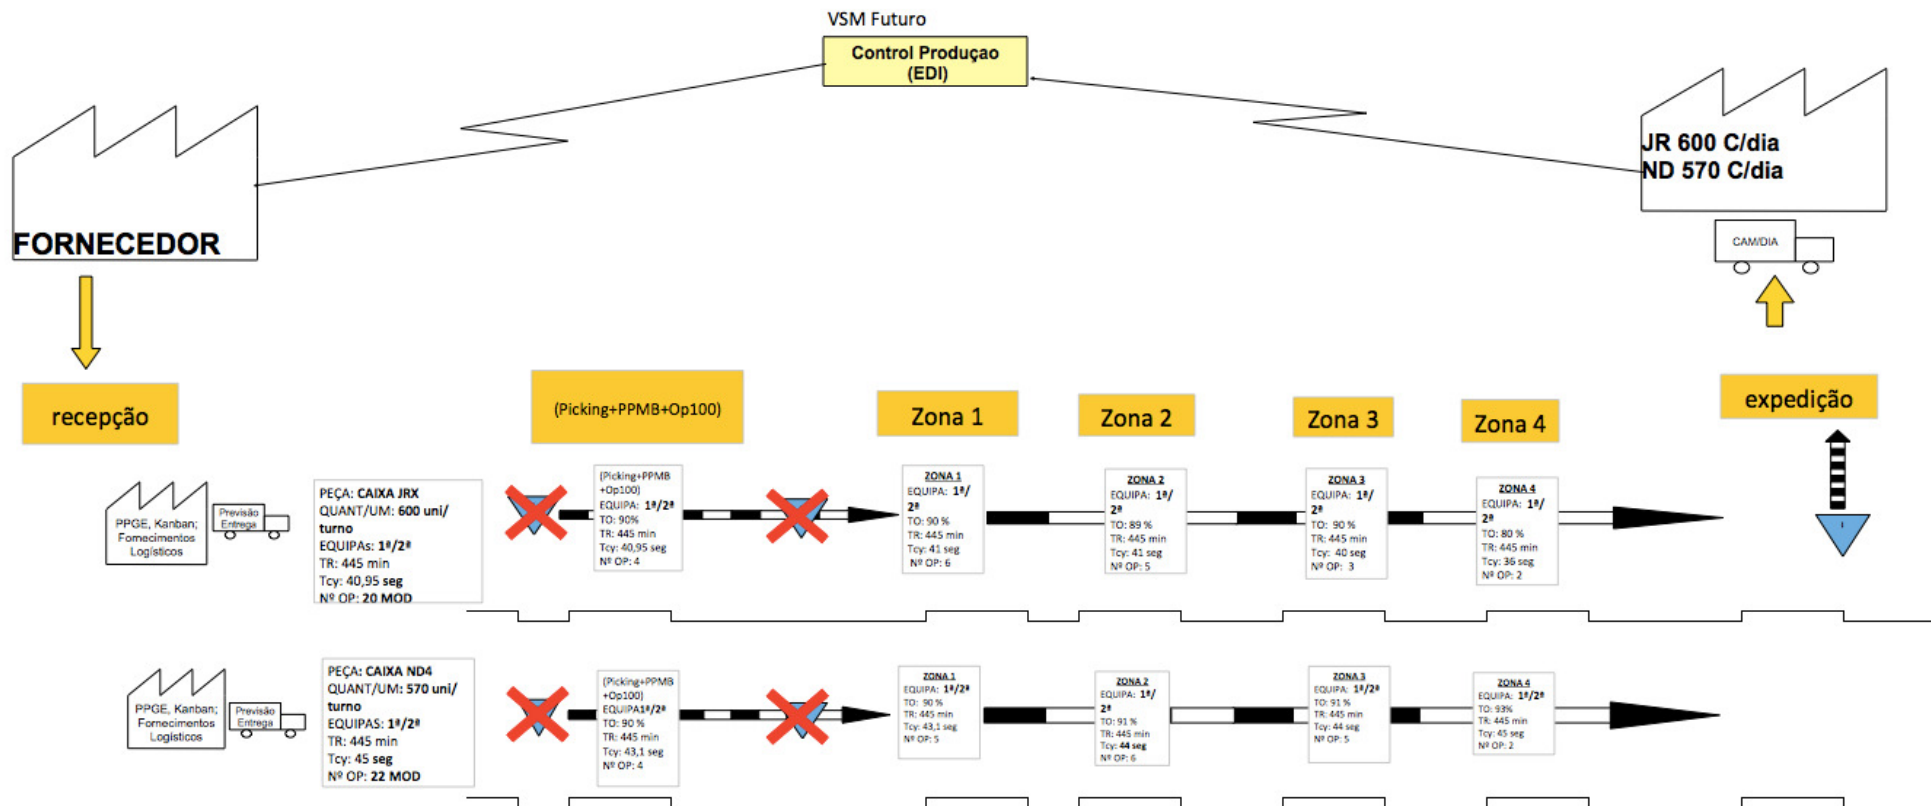 VSM Futuro
Control Produçao
(EDI)
JR 600 C/dia
ND 570 C/dia
FORNECEDOR
CAM/DIA
recepção
(Picking+PPMB+Op100)
Zona 1
Zona 2
Zona 3
Zona 4
expedição
PPGE, Kanban;
Fornecimentos
Logísticos
Previsão
Entrega
PEÇA: CAIXA JRX
QUANT/UM: 600 uni/
turno
EQUIPAs: 1ª/2ª
TR: 445 min
Tcy: 40,95 seg
Nº OP: 20 MOD
(Picking+PPMB
+Op100)
EQUIPA: 1ª/2ª
TO: 90%
TR: 445 min
Tcy: 40,95 seg
Nº OP: 4
ZONA 1
EQUIPA: 1ª/
2ª
TO: 90 %
TR: 445 min
Tcy: 41 seg
Nº OP: 6
ZONA 2
EQUIPA: 1ª/
2ª
TO: 89 %
TR: 445 min
Tcy: 41 seg
Nº OP: 5
ZONA 3
EQUIPA: 1ª/
2ª
TO: 90 %
TR: 445 min
Tcy: 40 seg
Nº OP: 3
ZONA 4
EQUIPA: 1ª/
2ª
TO: 80 %
TR: 445 min
Tcy: 36 seg
Nº OP: 2
I
PPGE, Kanban;
Fornecimentos
Logísticos
Previsão
Entrega
PEÇA: CAIXA ND4
QUANT/UM: 570 uni/
turno
EQUIPAS: 1ª/2ª
TR: 445 min
Tcy: 45 seg
Nº OP: 22 MOD
(Picking+PPMB
+Op100)
EQUIPA1ª/2ª
TO: 90 %
TR: 445 min
Tcy: 43,1 seg
Nº OP: 4
ZONA 1
EQUIPA: 1ª/2ª
TO: 90 %
TR: 445 min
Tcy: 43,1 seg
Nº OP: 5
ZONA 2
EQUIPA: 1ª/
2ª
TO: 91 %
TR: 445 min
Tcy: 44 seg
Nº OP: 6
ZONA 3
EQUIPA: 1ª/2ª
TO: 91 %
TR: 445 min
Tcy: 44 seg
Nº OP: 5
ZONA 4
EQUIPA: 1ª/2ª
TO: 93%
TR: 445 min
Tcy: 45 seg
Nº OP: 2